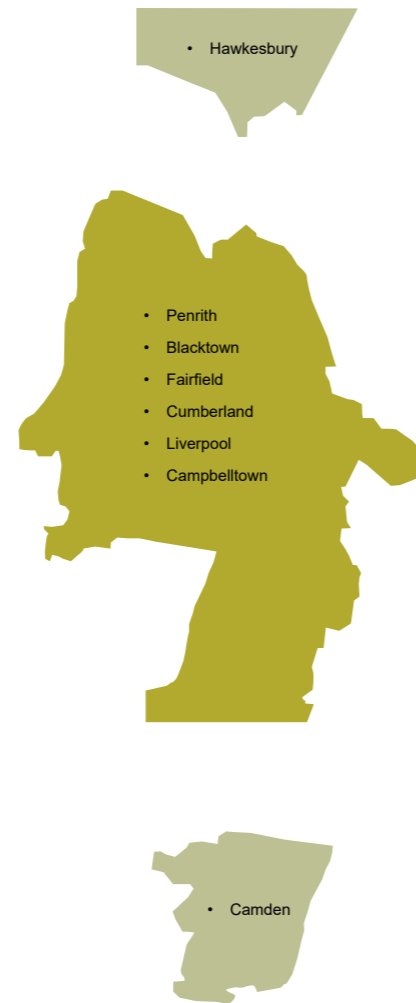 • Hawkesbury
• Penrith
• Blacktown
• Fairfield
• Cumberland
• Liverpool
• Campbelltown
• Camden